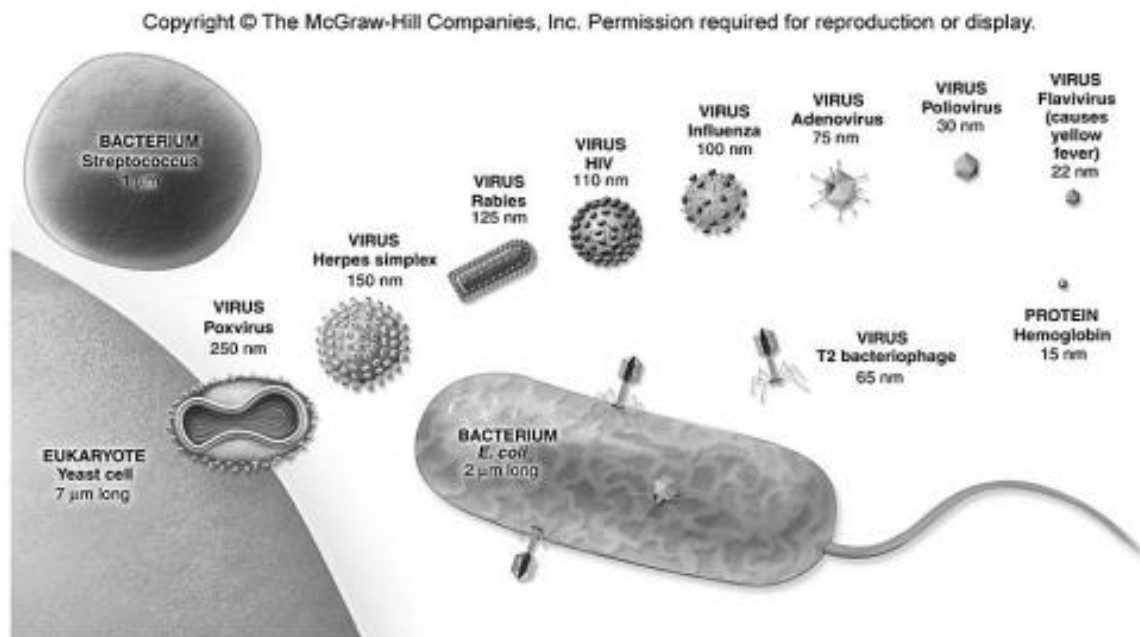 Copyright © The McGraw-Hill Companies, Inc. Permission required for reproduction or display.
BACTERIUM
Streptococcus
1 µm
VIRUS
Poxvirus
250 nm
VIRUS
Herpes simplex
150 nm
VIRUS
Rabies
125 nm
VIRUS
HIV
110 nm
VIRUS
Influenza
100 nm
VIRUS
Adenovirus
75 nm
VIRUS
Poliovirus
30 nm
VIRUS
Flavivirus
(causes
yellow
fever)
22 nm
PROTEIN
Hemoglobin
15 nm
VIRUS
T2 bacteriophage
65 nm
EUKARYOTE
Yeast cell
7 µm long
BACTERIUM
E. coli
2 µm long